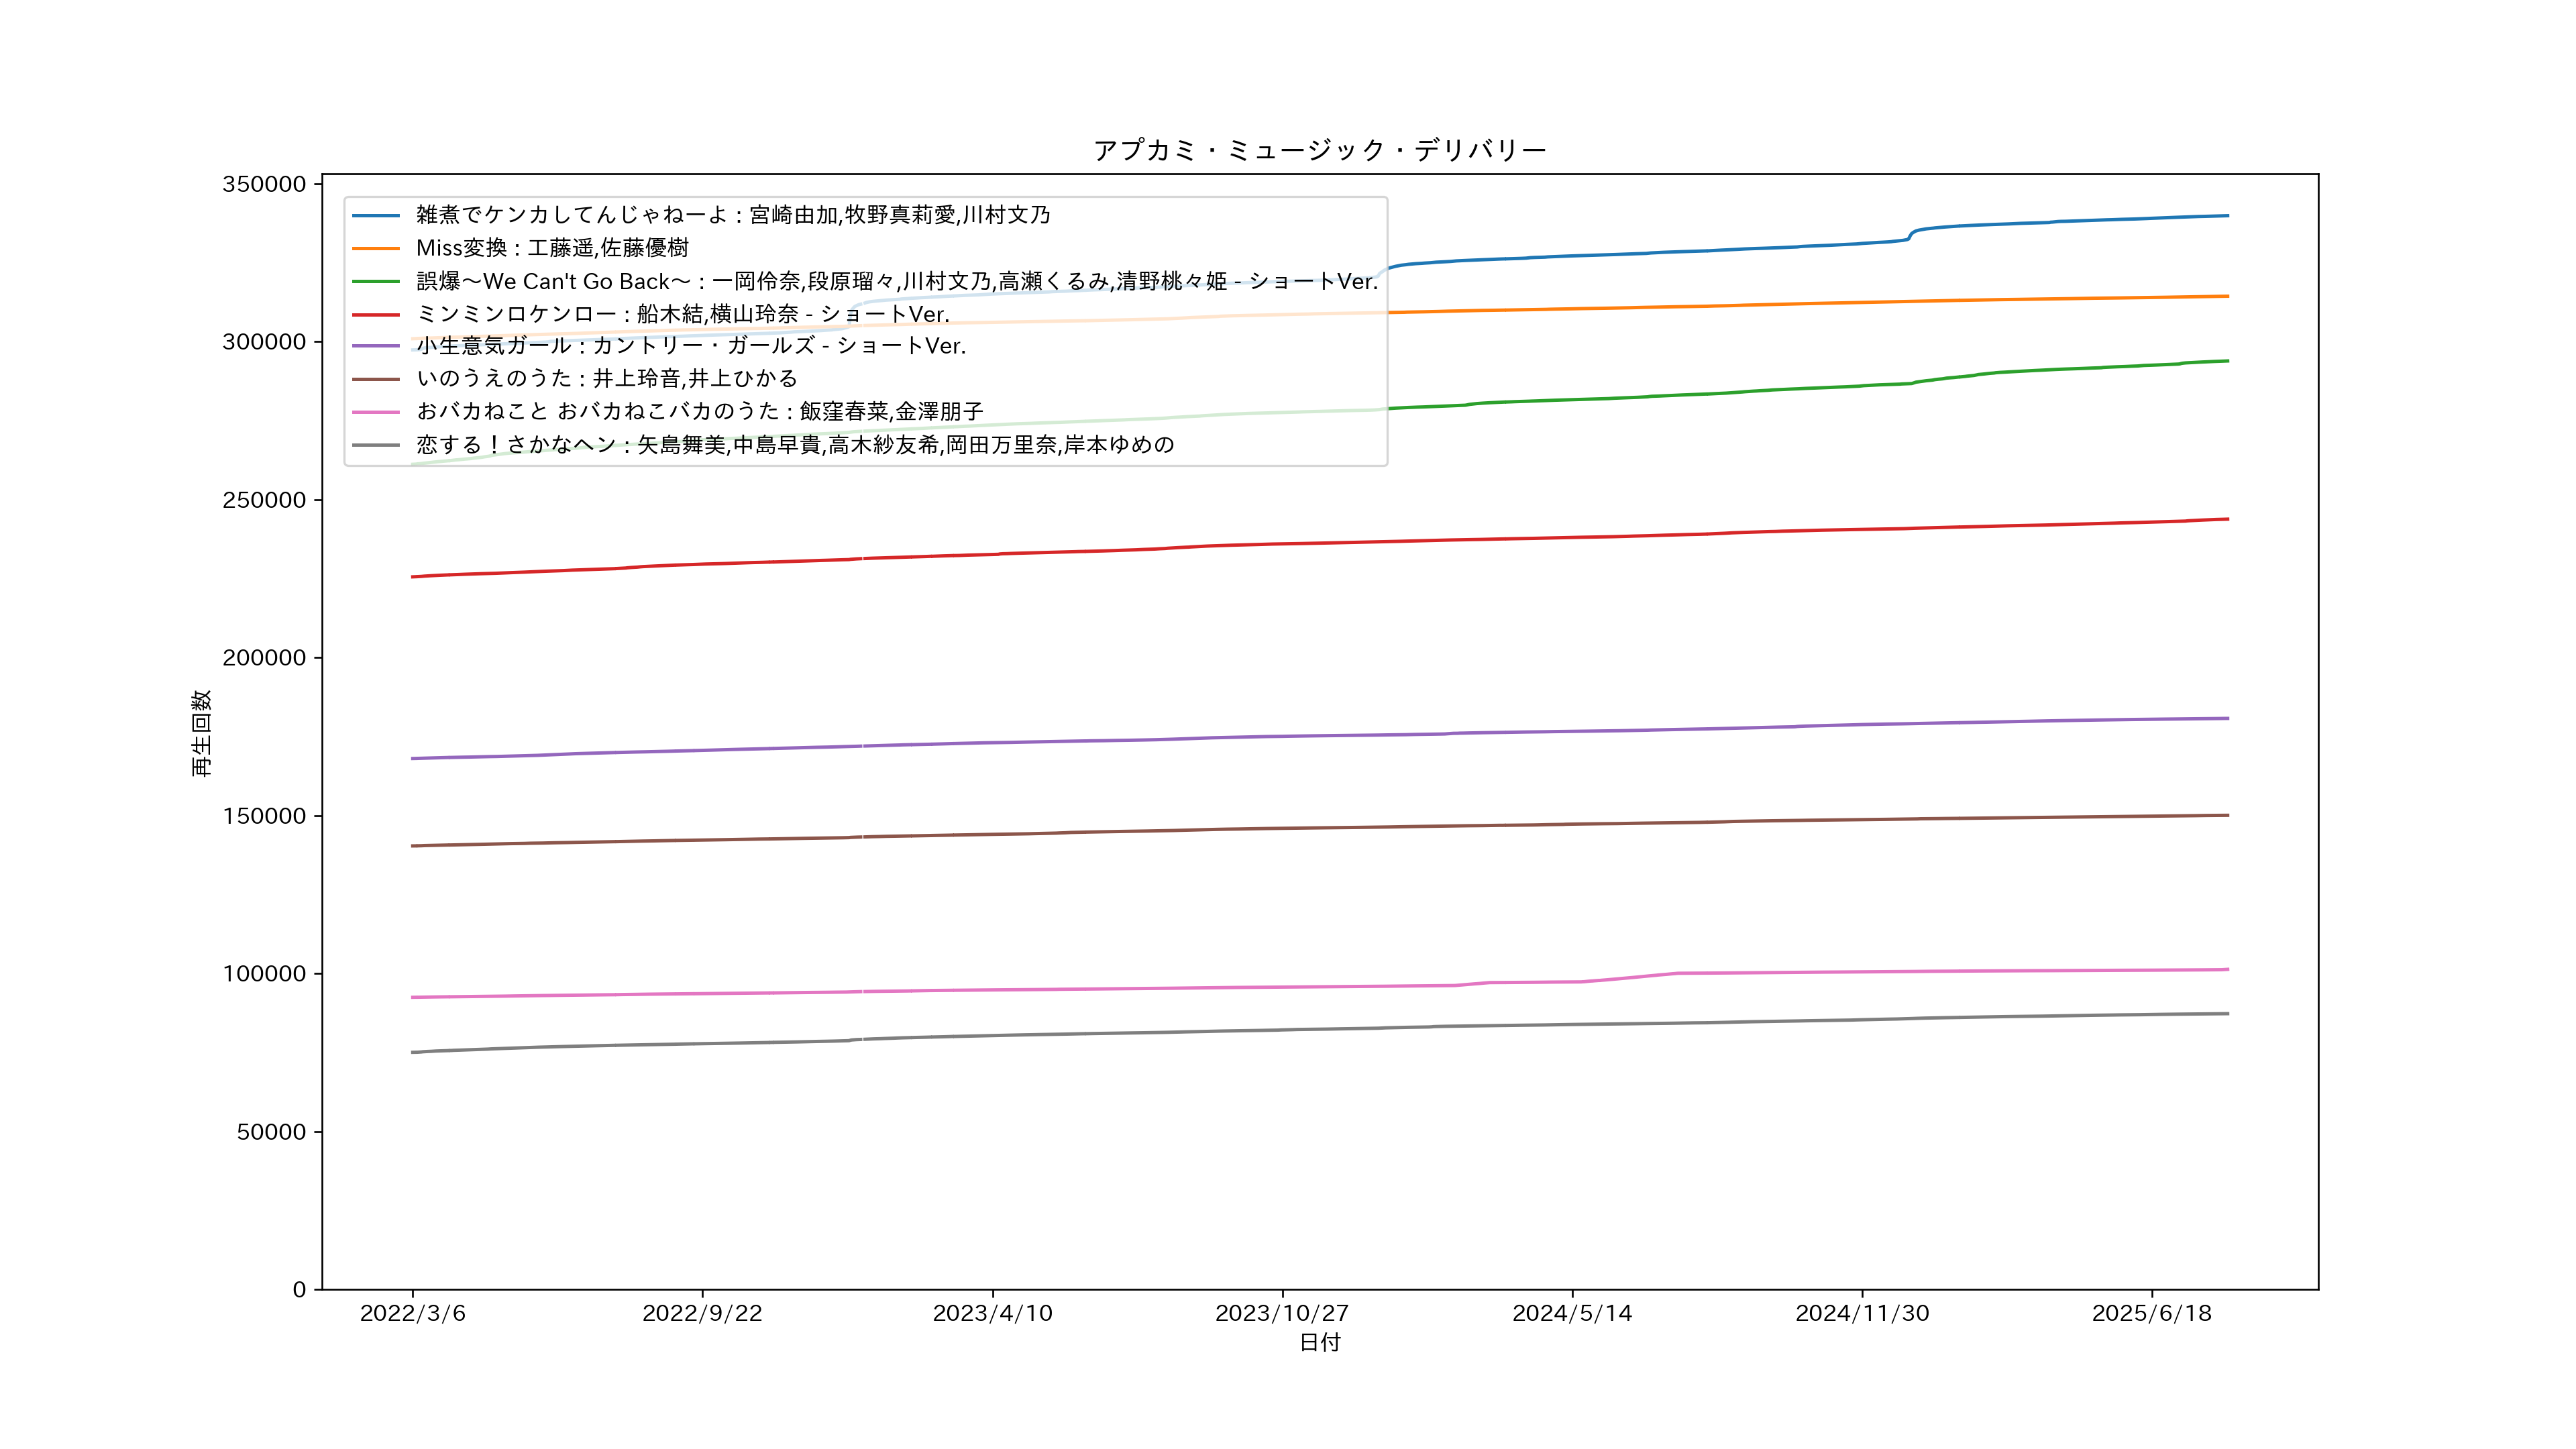 アプカミ・ミュージック・デリバリー
350000
300000
250000
200000
150000
100000
50000
0
再生回数
雑煮でケンカしてんじゃねーよ : 宮崎由加,牧野真莉愛,川村文乃
Miss変換 : 工藤遥,佐藤優樹
誤爆～We Can't Go Back～ : 一岡伶奈,段原瑠々,川村文乃,高瀬くるみ,清野桃々姫 - ショートVer.
ミンミンロケンロー : 船木結,横山玲奈 - ショートVer.
小生意気ガール : カントリー・ガールズ - ショートVer.
いのうえのうた : 井上玲音,井上ひかる
おバカねこと おバカねこバカのうた : 飯窪春菜,金澤朋子
恋する！さかなヘン : 矢島舞美,中島早貴,高木紗友希,岡田万里奈,岸本ゆめの
2022/3/6
2022/9/22
2023/4/10
2023/10/27
2024/5/14
2024/11/30
2025/6/18
日付